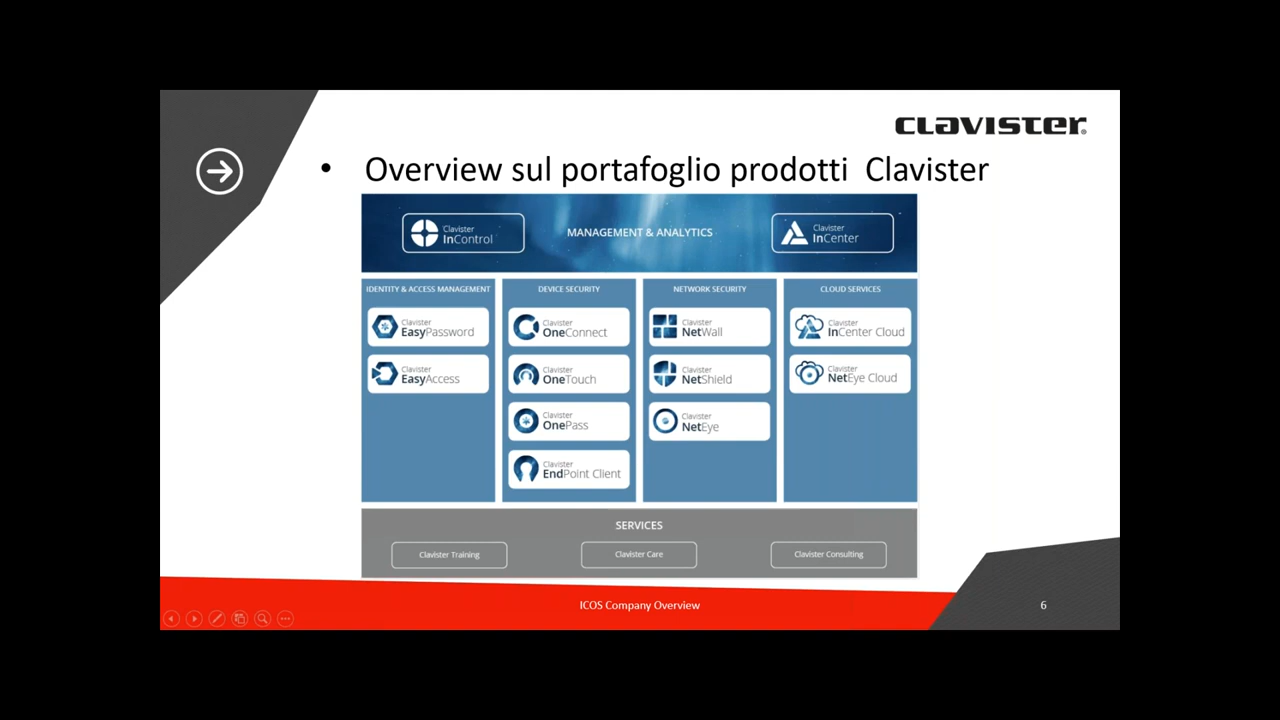 CLAVISTER®
• Overview sul portafoglio prodotti Clavister
Clavister
InControl
MANAGEMENT & ANALYTICS
Clavister
InCenter
IDENTITY & ACCESS MANAGEMENT
Clavister
EasyPassword
Clavister
EasyAccess
DEVICE SECURITY
Clavister
OneConnect
Clavister
OneTouch
Clavister
OnePass
Clavister
EndPoint Client
NETWORK SECURITY
Clavister
NetWall
Clavister
NetShield
Clavister
NetEye
CLOUD SERVICES
Clavister
InCenter Cloud
Clavister
NetEye Cloud
SERVICES
Clavister Training
Clavister Care
Clavister Consulting
ICOS Company Overview
6